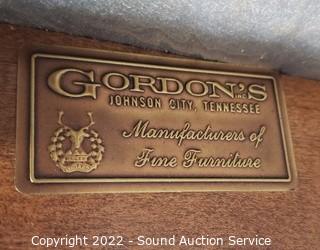 GORDON'S INC.
JOHNSON CITY, TENNESSEE
Manufacturers of
Fine Furniture
Copyright 2022 - Sound Auction Service